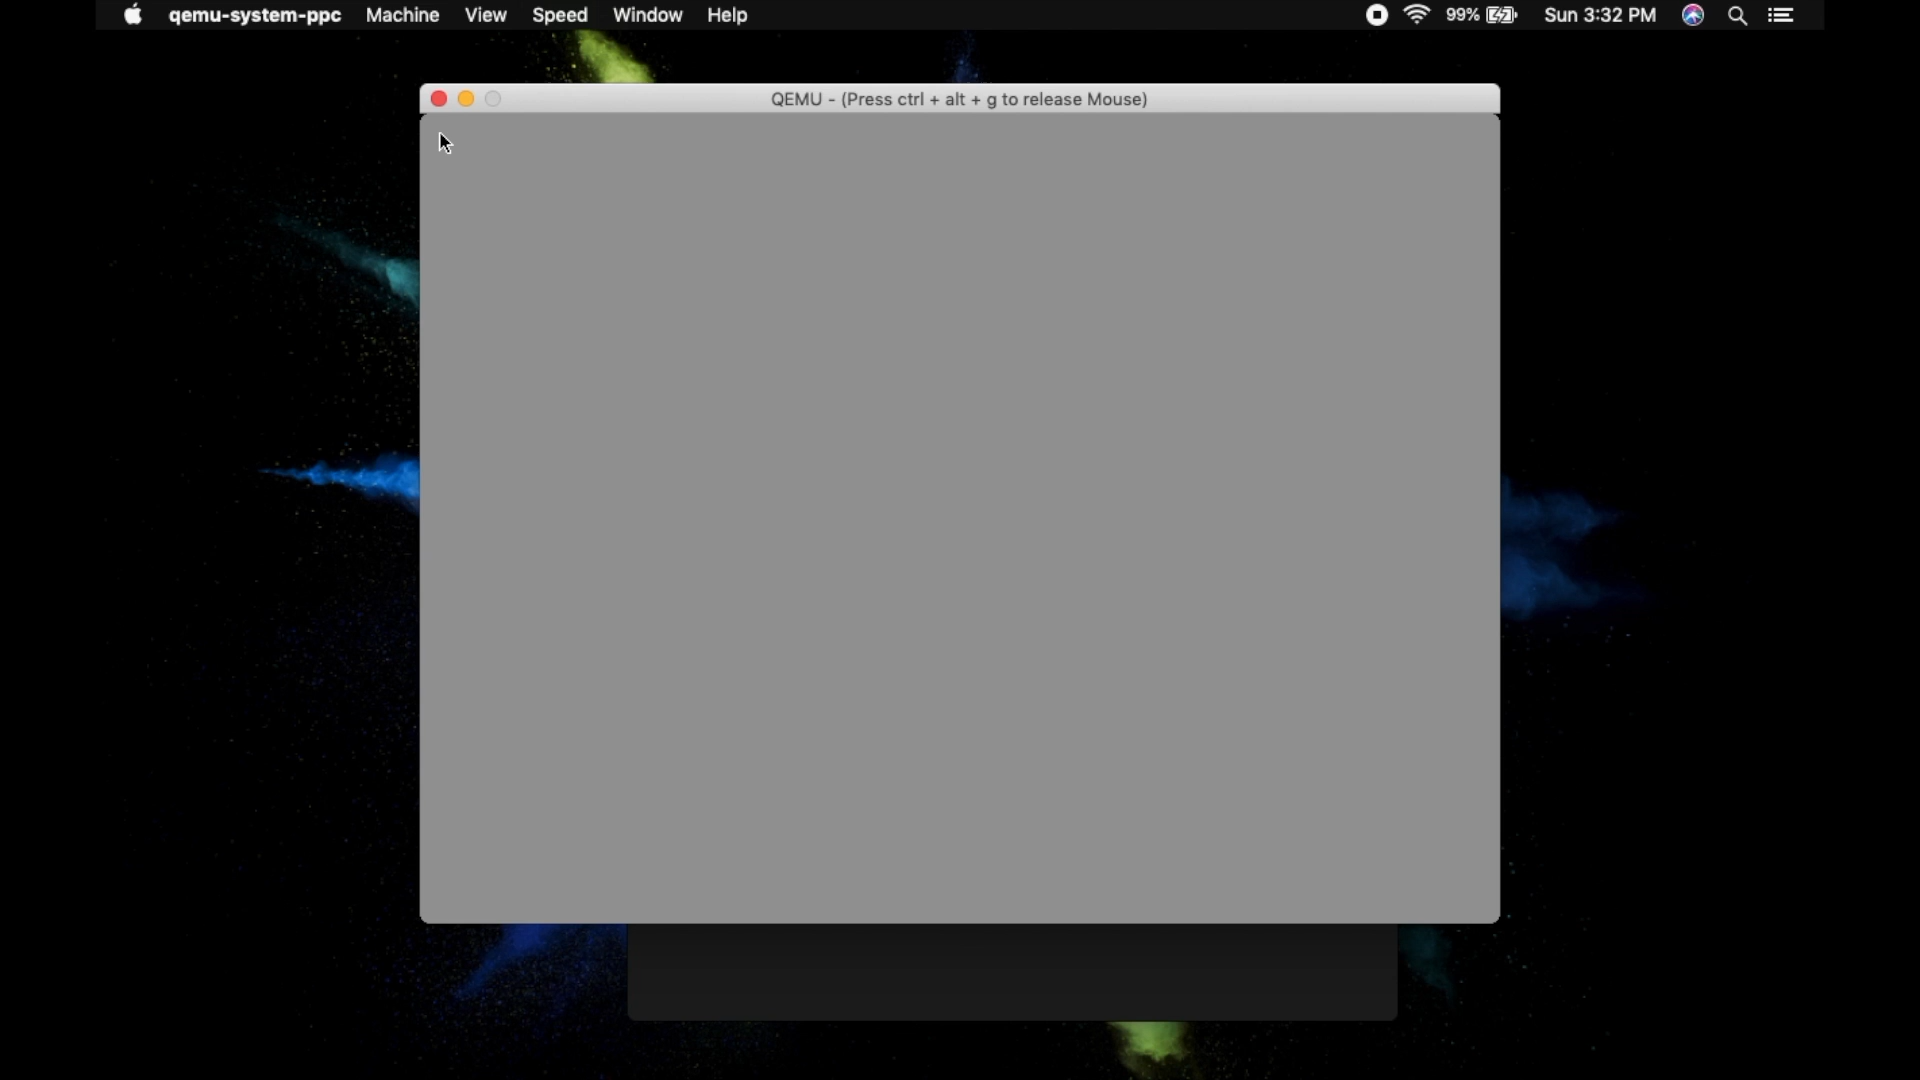 qemu-system-ppc Machine View Speed Window Help 99% Sun 3:32 PM
QEMU - (Press ctrl + alt + g to release Mouse)